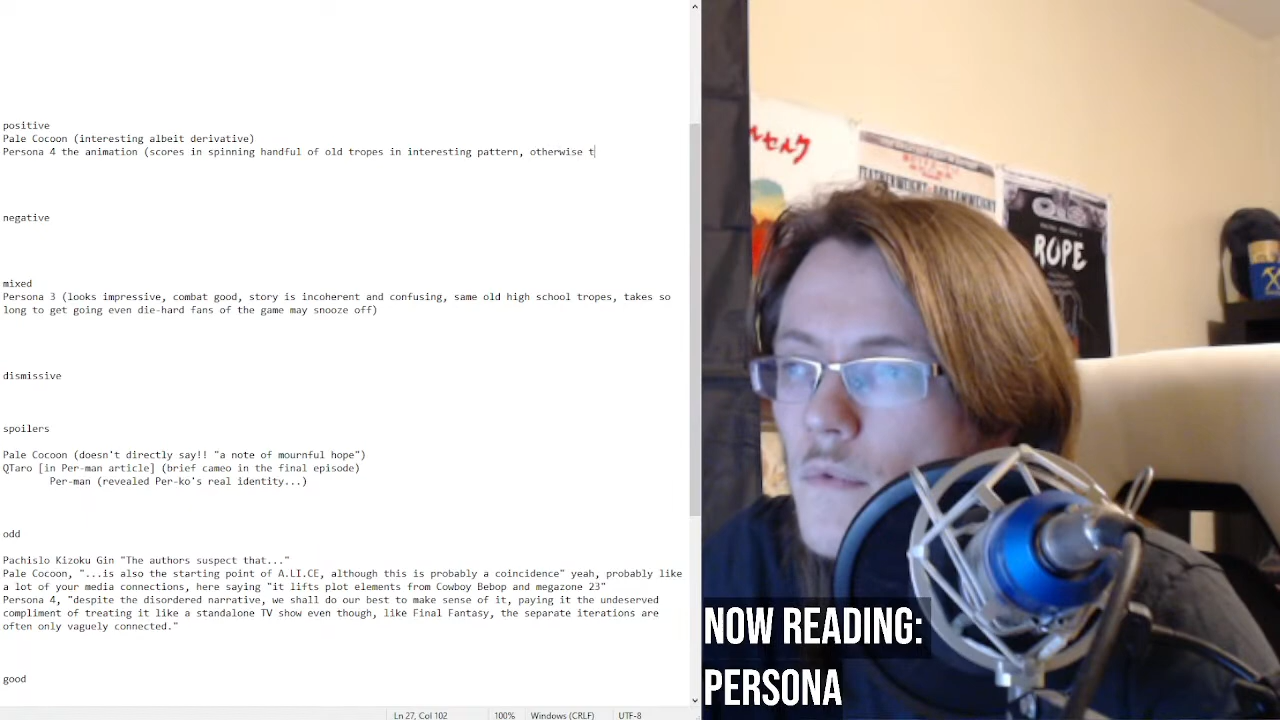 positive
Pale Cocoon (interesting albeit derivative)
Persona 4 the animation (scores in spinning handful of old tropes in interesting pattern, otherwise t
negative
mixed
Persona 3 (looks impressive, combat good, story is incoherent and confusing, same old high school tropes, takes so
long to get going even die-hard fans of the game may snooze off)
dismissive
spoilers
Pale Cocoon (doesn't directly say!! "a note of mournful hope")
QTaro [in Per-man article] (brief cameo in the final episode)
Per-man (revealed Per-ko's real identity...)
odd
Pachislo Kizoku Gin "The authors suspect that..."
Pale Cocoon, "...is also the starting point of A.LI.CE, although this is probably a coincidence" yeah, probably like
a lot of your media connections, here saying "it lifts plot elements from Cowboy Bebop and megazone 23"
Persona 4, "despite the disordered narrative, we shall do our best to make sense of it, paying it the undeserved
compliment of treating it like a standalone TV show even though, like Final Fantasy, the separate iterations are
often only vaguely connected."
good
Ln 27, Col 102
100%
Windows (CRLF)
UTF-8
ルセルク
FEATHERWEIGHT
ROPE
NOW READING:
PERSONA